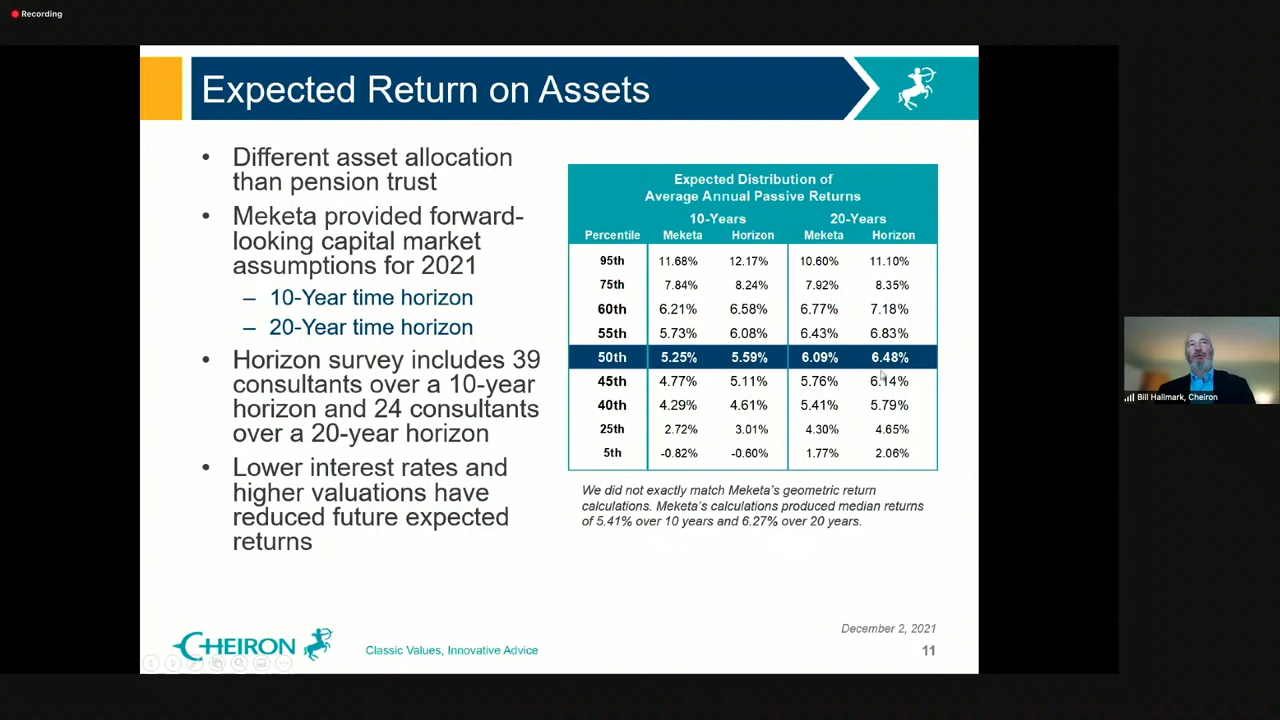 Recording
Expected Return on Assets
• Different asset allocation
than pension trust
• Meketa provided forward-
looking capital market
assumptions for 2021
– 10-Year time horizon
– 20-Year time horizon
• Horizon survey includes 39
consultants over a 10-year
horizon and 24 consultants
over a 20-year horizon
• Lower interest rates and
higher valuations have
reduced future expected
returns
Expected Distribution of
Average Annual Passive Returns
10-Years 20-Years
Percentile Meketa Horizon Meketa Horizon
95th 11.68% 12.17% 10.60% 11.10%
75th 7.84% 8.24% 7.92% 8.35%
60th 6.21% 6.58% 6.77% 7.18%
55th 5.73% 6.08% 6.43% 6.83%
50th 5.25% 5.59% 6.09% 6.48%
45th 4.77% 5.11% 5.76% 6.14%
40th 4.29% 4.61% 5.41% 5.79%
25th 2.72% 3.01% 4.30% 4.65%
5th -0.82% -0.60% 1.77% 2.06%
We did not exactly match Meketa's geometric return
calculations. Meketa's calculations produced median returns
of 5.41% over 10 years and 6.27% over 20 years.
Bill Hallmark, Cheiron
December 2, 2021
CHEIRON
Classic Values, Innovative Advice
11